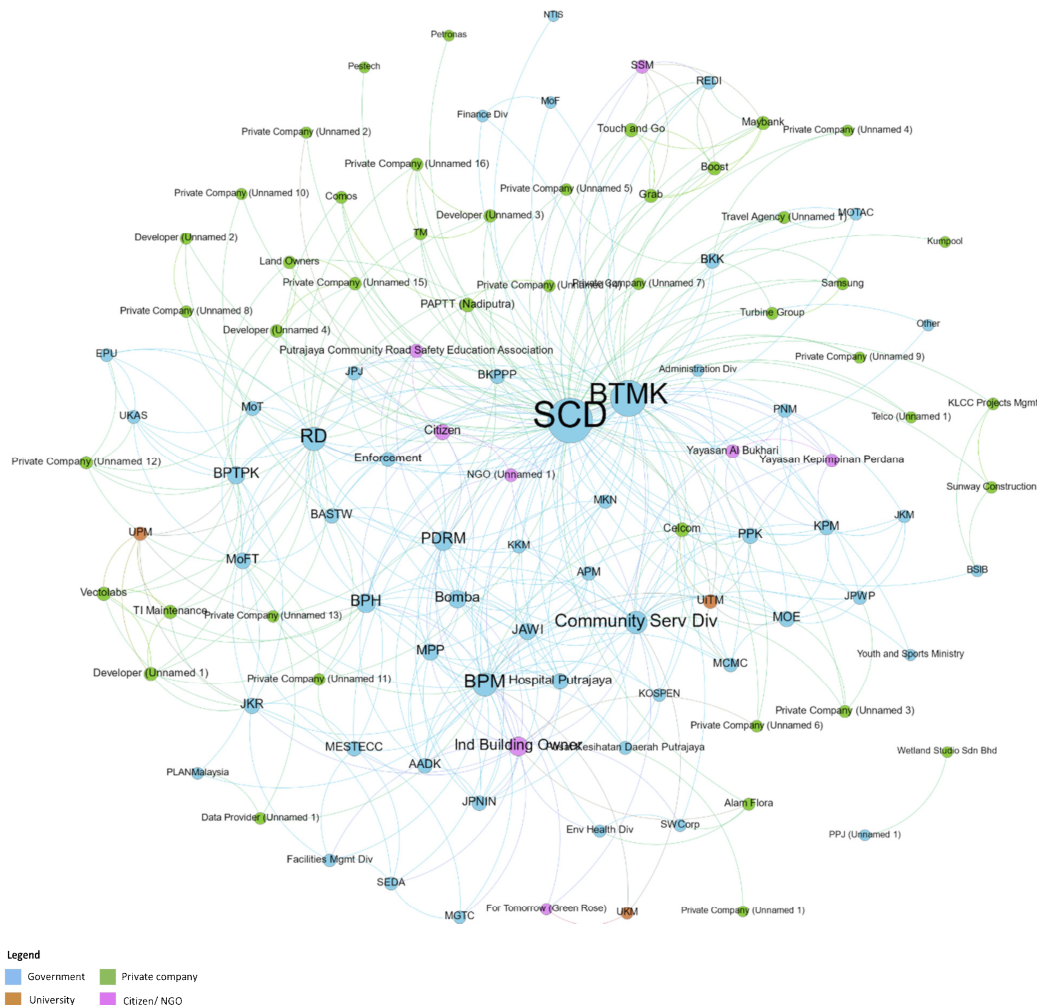 NTIS
Petronas
Pestech
SSM
REDI
MoF
Finance Div
Touch and Go
Maybank
Private Company (Unnamed 4)
Private Company (Unnamed 2)
Private Company (Unnamed 16)
Boost
Private Company (Unnamed 10)
Comos
Private Company (Unnamed 5)
Grab
Developer (Unnamed 3)
Travel Agency (Unnamed 1)
MOTAC
Developer (Unnamed 2)
TM
Kumpool
Land Owners
BKK
Private Company (Unnamed 15)
Private Company
Private Company (Unnamed 7)
Samsung
PAPTT (Nadiputra)
Private Company (Unnamed 8)
Turbine Group
Other
Developer (Unnamed 4)
Putrajaya Community Road Safety Education Association
EPU
Private Company (Unnamed 9)
JPJ
BKPPP
Administration Div
BTMK
SCD
UKAS
MoT
PNM
Telco (Unnamed 1)
KLCC Projects Mgmt
RD
Citizen
Yayasan Al Bukhari
Yayasan Kepimpinan Perdana
Private Company (Unnamed 12)
Enforcement
BPTPK
NGO (Unnamed 1)
Sunway Construction
MKN
BASTW
JKM
UPM
PDRM
Celcom
PPK
KPM
KKM
MoFT
APM
BSIB
Vectolabs
TI Maintenance
Private Company (Unnamed 13)
BPH
Bomba
UiTM
JPWP
Community Serv Div
MOE
JAWI
MPP
Youth and Sports Ministry
Developer (Unnamed 1)
Private Company (Unnamed 11)
BPM
Hospital Putrajaya
MCMC
KOSPEN
JKR
Private Company (Unnamed 3)
Private Company (Unnamed 6)
MESTECC
Ind Building Owner
Kesihatan Daerah Putrajaya
Wetland Studio Sdn Bhd
AADK
PLANMalaysia
JPNIN
Alam Flora
Data Provider (Unnamed 1)
Env Health Div
SWCorp
PPJ (Unnamed 1)
Facilities Mgmt Div
SEDA
MGTC
For Tomorrow (Green Rose)
UKM
Private Company (Unnamed 1)
Legend
Government
Private company
University
Citizen/ NGO